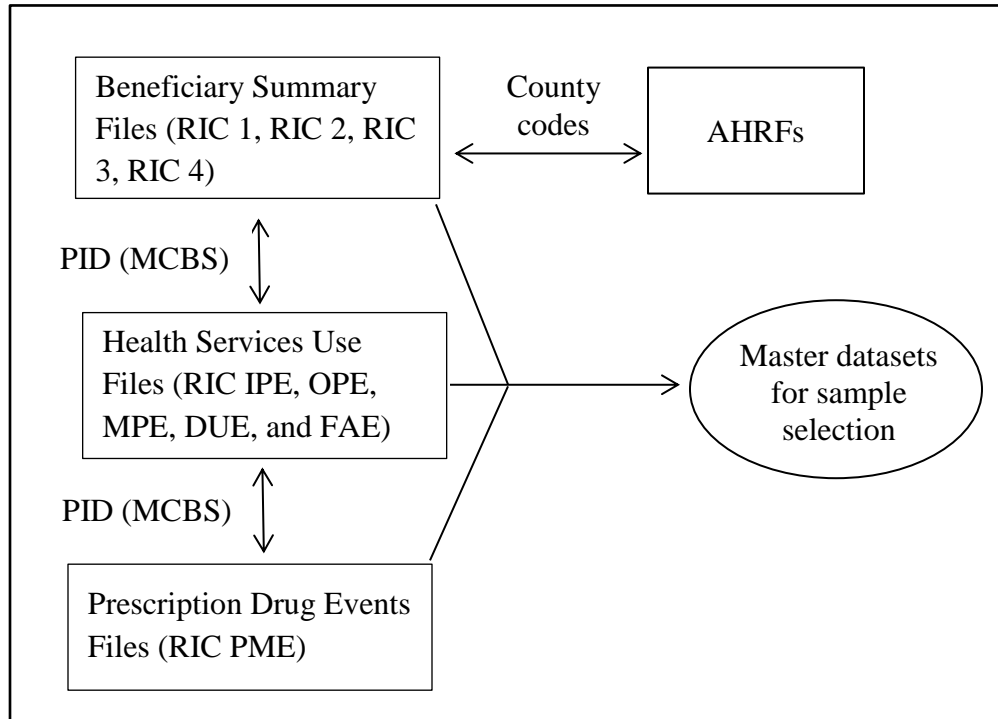 Beneficiary Summary
Files (RIC 1, RIC 2, RIC
3, RIC 4)
County
codes
AHRFs
PID (MCBS)
Health Services Use
Files (RIC IPE, OPE,
MPE, DUE, and FAE)
Master datasets
for sample
selection
PID (MCBS)
Prescription Drug Events
Files (RIC PME)